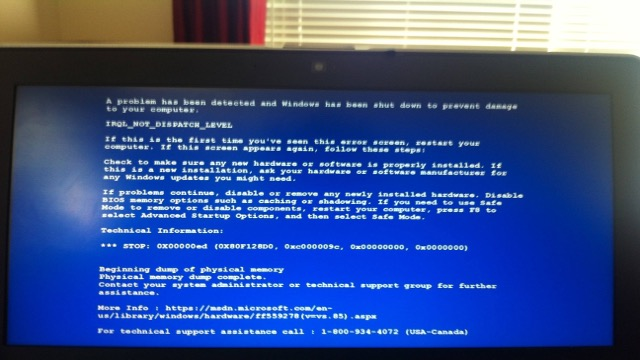 A problem has been detected and Windows has been shut down to prevent damage
to your computer.
IRQL_NOT_DISPATCH_LEVEL
If this is the first time you've seen this error screen, restart your
computer. If this screen appears again, follow these steps:
Check to make sure any new hardware or software is properly installed. If
this is a new installation, ask your hardware or software manufacturer for
any Windows updates you might need.
If problems continue, disable or remove any newly installed hardware. Disable
BIOS memory options such as caching or shadowing. If you need to use Safe
Mode to remove or disable components, restart your computer, press F8 to
select Advanced Startup Options, and then select Safe Mode.
Technical Information:
*** STOP: 0X00000ed (0X80F128D0, 0xc000009c, 0x00000000, 0x0000000)
Beginning dump of physical memory
Physical memory dump complete.
Contact your system administrator or technical support group for further
assistance.
More Info : https://msdn.microsoft.com/en-
us/library/windows/hardware/ff559278(v=vs.85).aspx
For technical support assistance call : 1-800-934-4072 (USA-Canada)